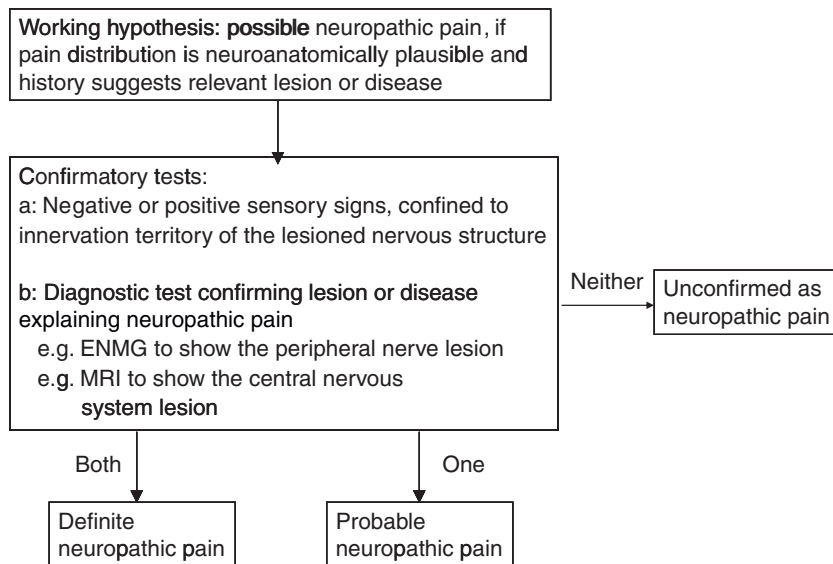 Working hypothesis: possible neuropathic pain, if
pain distribution is neuroanatomically plausible and
history suggests relevant lesion or disease
Confirmatory tests:
a: Negative or positive sensory signs, confined to
innervation territory of the lesioned nervous structure
b: Diagnostic test confirming lesion or disease
explaining neuropathic pain
e.g. ENMG to show the peripheral nerve lesion
e.g. MRI to show the central nervous
system lesion
Neither
Unconfirmed as
neuropathic pain
Both
One
Definite
neuropathic pain
Probable
neuropathic pain